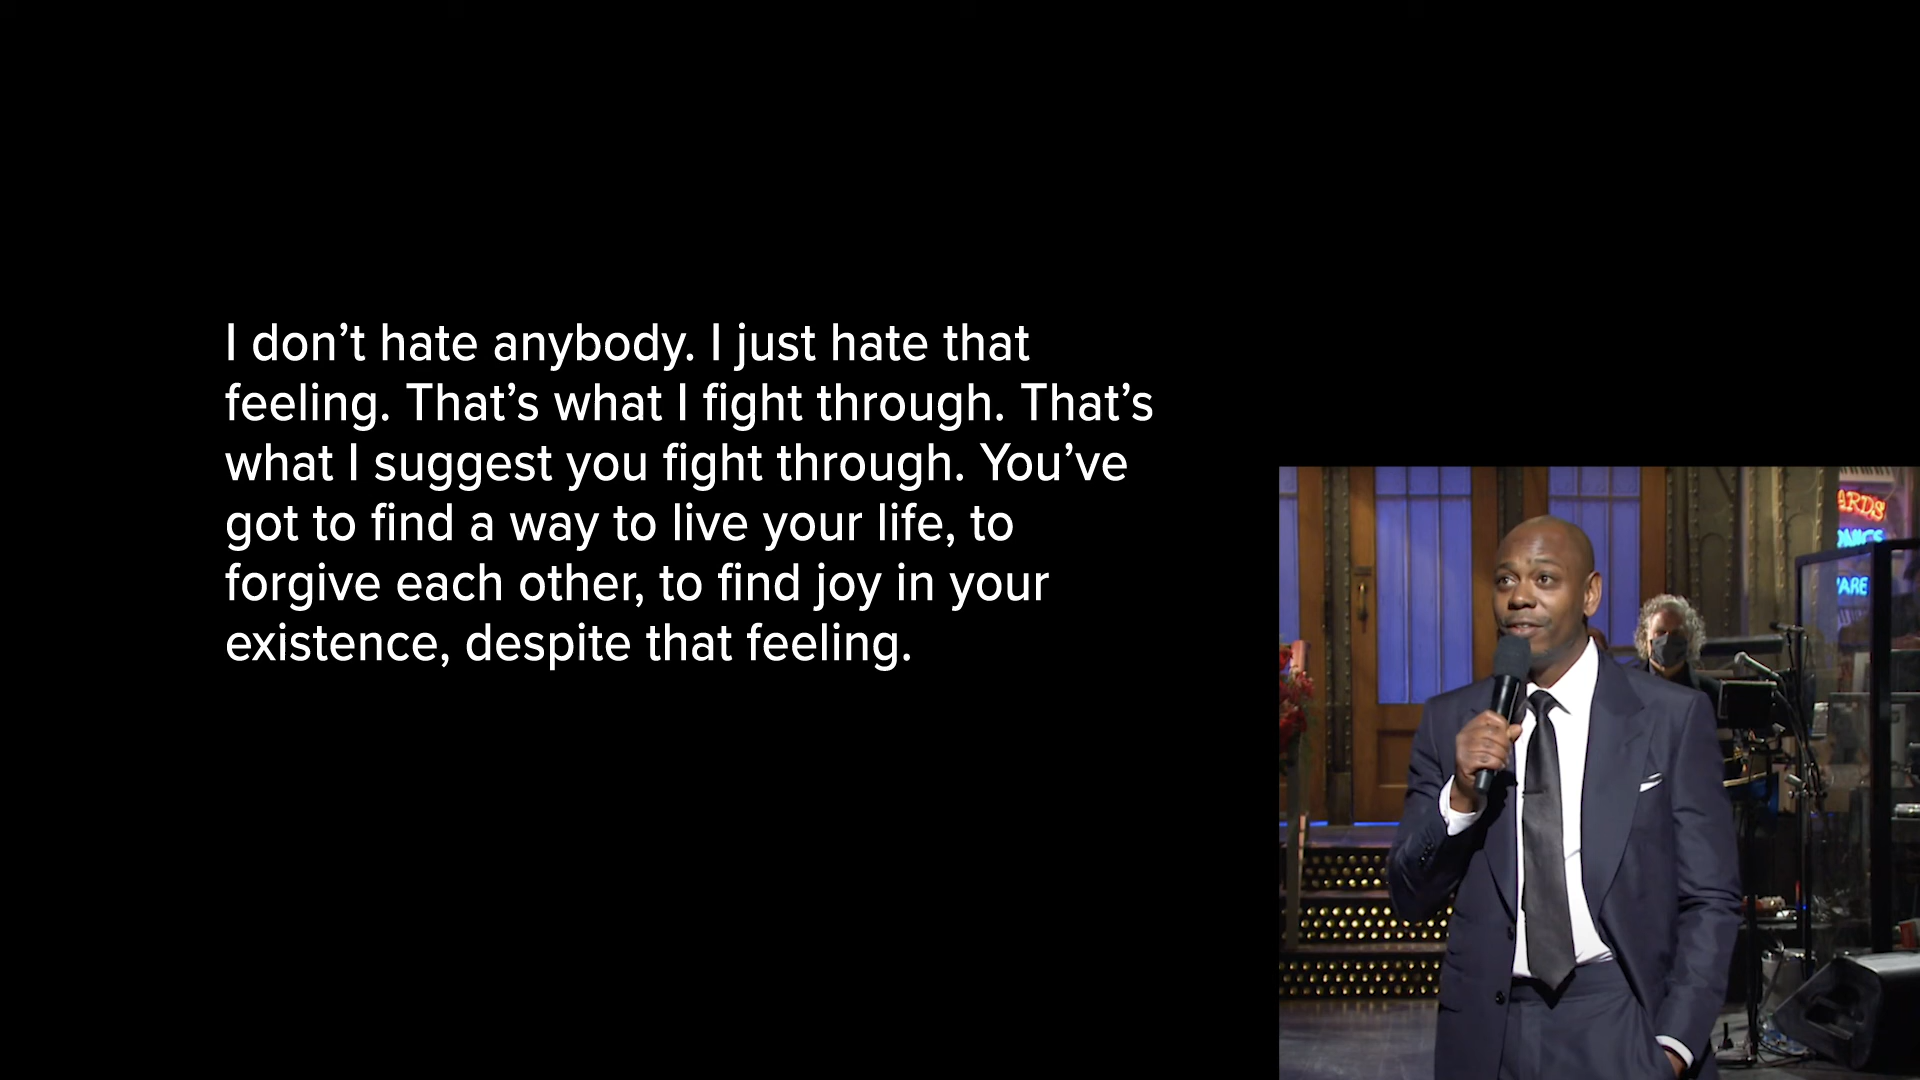 I don’t hate anybody. I just hate that
feeling. That’s what I fight through. That’s
what I suggest you fight through. You’ve
got to find a way to live your life, to
forgive each other, to find joy in your
existence, despite that feeling.
ARDS
ARE